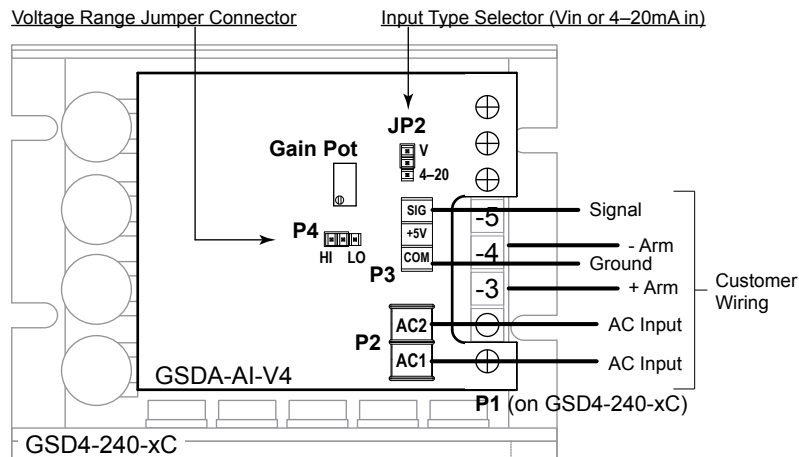 Voltage Range Jumper Connector
Input Type Selector (Vin or 4–20mA in)
JP2
V
4–20
Gain Pot
P4
HI LO
SIG
+5V
COM
P3
-5
-4
-3
Signal
- Arm
Ground
+ Arm
AC Input
AC Input
Customer
Wiring
P2
AC2
AC1
GSDA-AI-V4
P1 (on GSD4-240-xC)
GSD4-240-xC